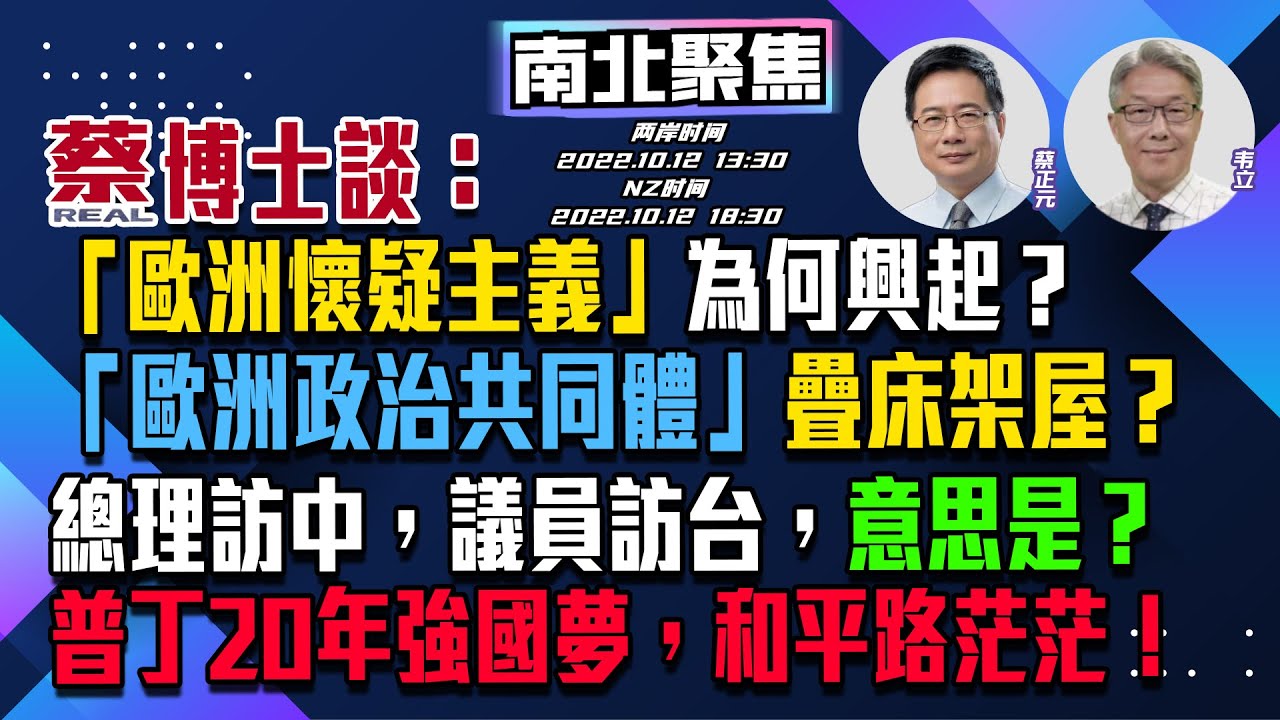 南北聚焦
两岸时间
2022.10.12 13:30
NZ时间
2022.10.12 18:30
蔡正元
韦立
蔡博士談：
REAL
「歐洲懷疑主義」為何興起？
「歐洲政治共同體」疊床架屋？
總理訪中，議員訪台，意思是？
普丁20年強國夢，和平路茫茫！